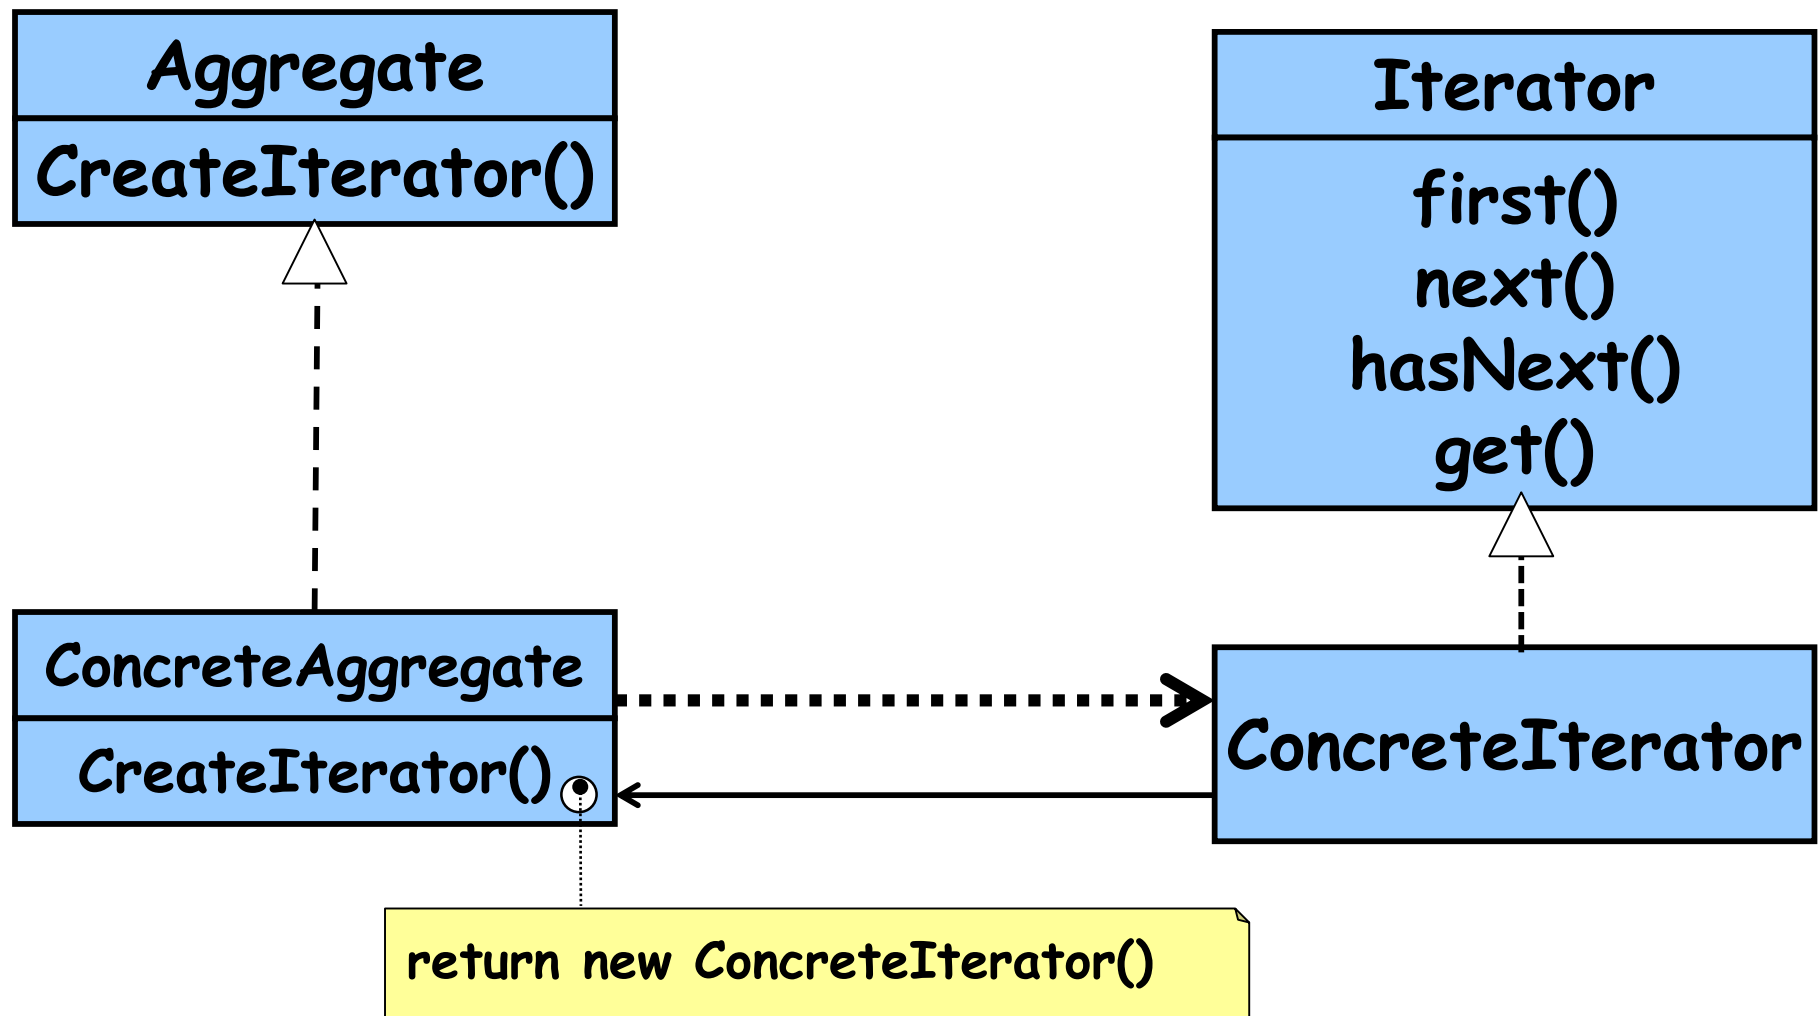 Aggregate
CreateIterator()
Iterator
first()
next()
hasNext()
get()
ConcreteAggregate
CreateIterator()
ConcreteIterator
return new ConcreteIterator()